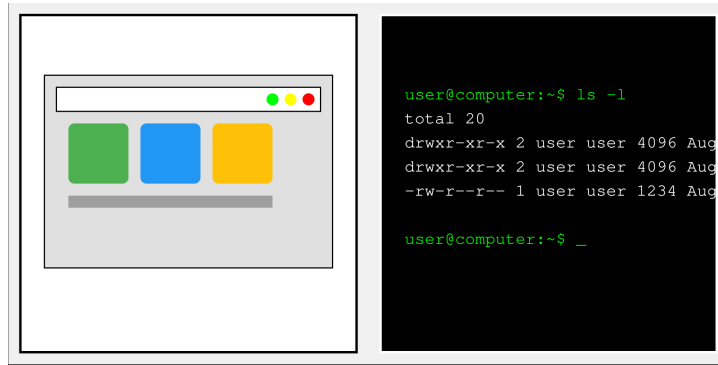 user@computer:~$ ls -l
total 20
drwxr-xr-x 2 user user 4096 Aug
drwxr-xr-x 2 user user 4096 Aug
-rw-r--r-- 1 user user 1234 Aug
user@computer:~$ _